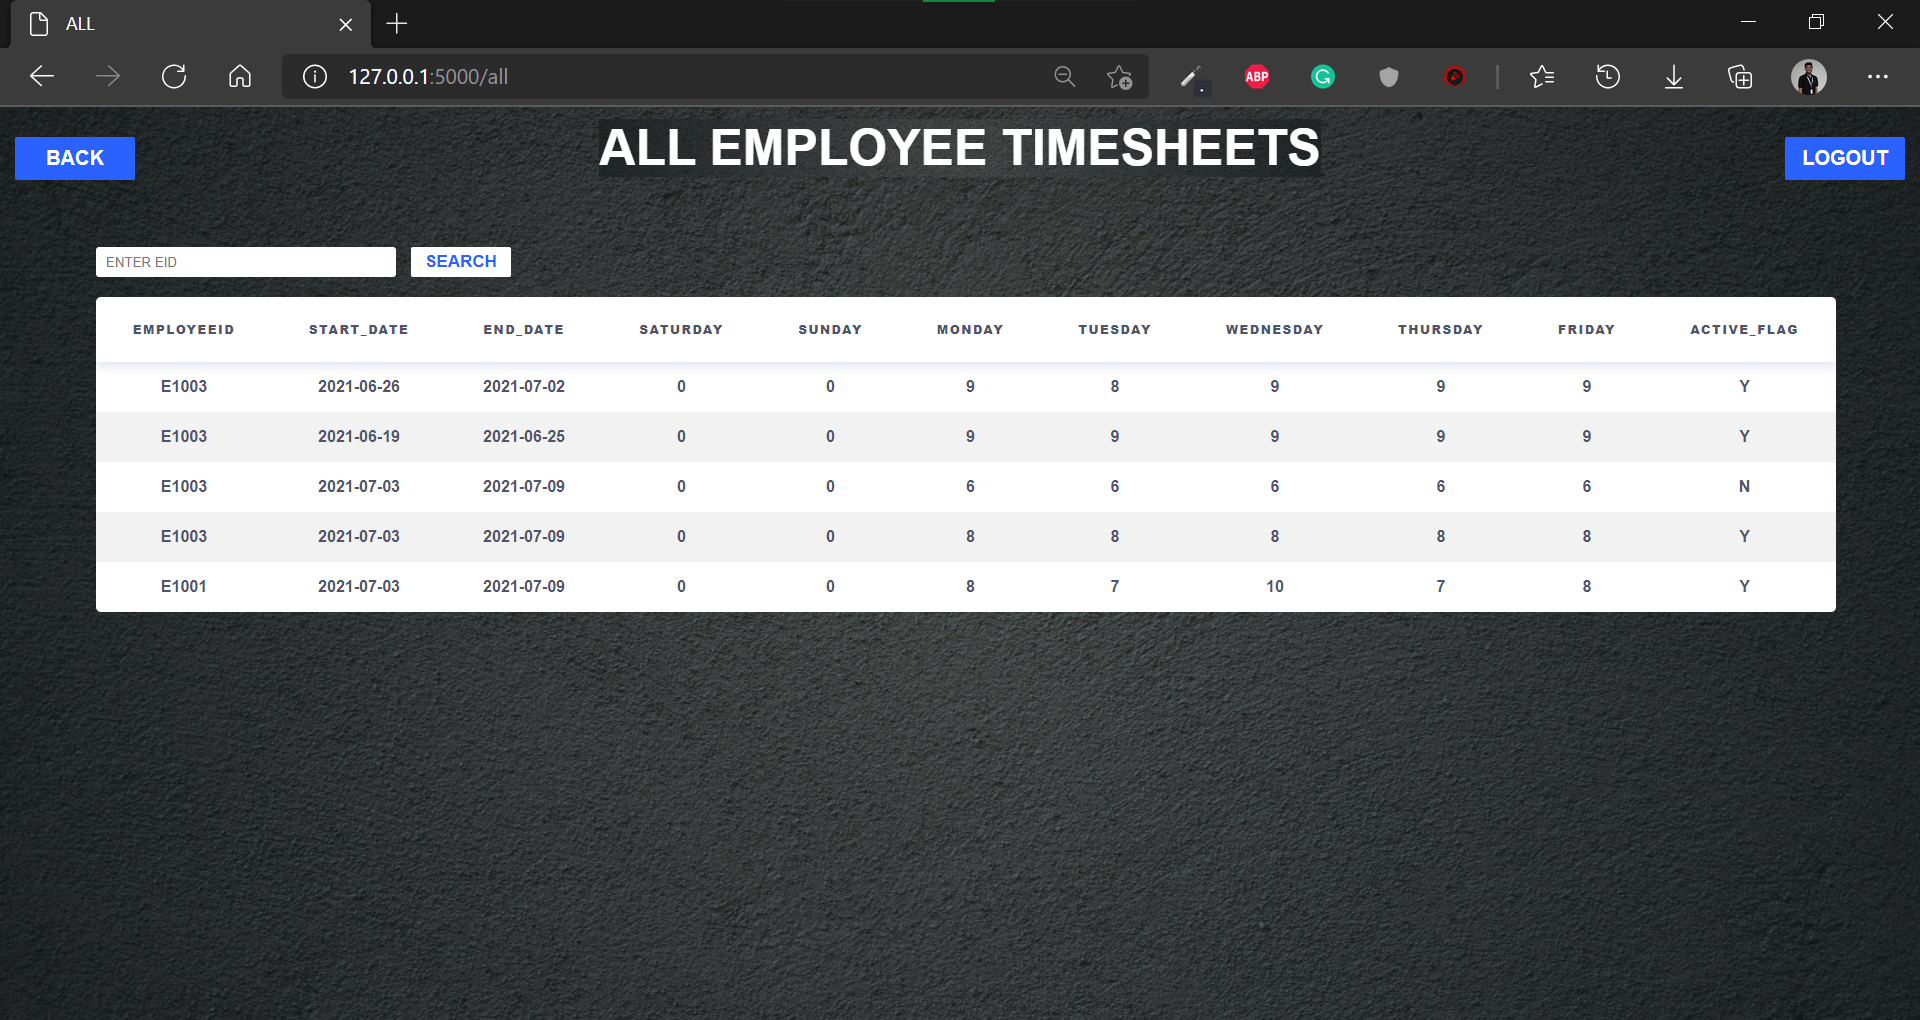 ALL
127.0.0.1:5000/all
ABP
BACK
ALL EMPLOYEE TIMESHEETS
LOGOUT
ENTER EID
SEARCH
EMPLOYEEID START_DATE END_DATE SATURDAY SUNDAY MONDAY TUESDAY WEDNESDAY THURSDAY FRIDAY ACTIVE_FLAG
E1003 2021-06-26 2021-07-02 0 0 9 8 9 9 9 Y
E1003 2021-06-19 2021-06-25 0 0 9 9 9 9 9 Y
E1003 2021-07-03 2021-07-09 0 0 6 6 6 6 6 N
E1003 2021-07-03 2021-07-09 0 0 8 8 8 8 8 Y
E1001 2021-07-03 2021-07-09 0 0 8 7 10 7 8 Y